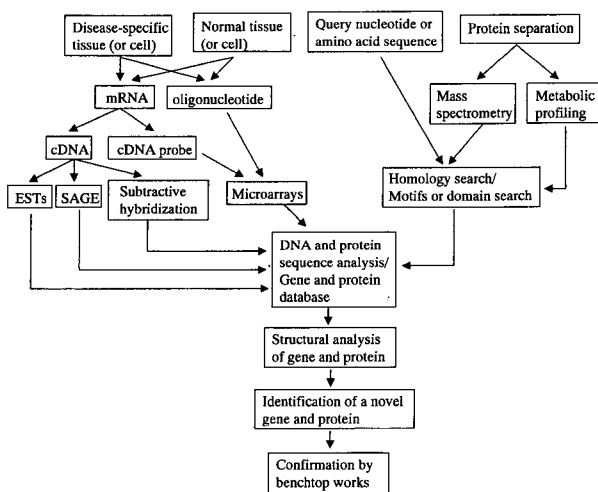 Disease-specific
tissue (or cell)
Normal tissue
(or cell)
Query nucleotide or
amino acid sequence
Protein separation
mRNA
oligonucleotide
Mass
spectrometry
Metabolic
profiling
cDNA
cDNA probe
ESTs
SAGE
Subtractive
hybridization
Microarrays
Homology search/
Motifs or domain search
DNA and protein
sequence analysis/
Gene and protein
database
Structural analysis
of gene and protein
Identification of a novel
gene and protein
Confirmation by
benchtop works